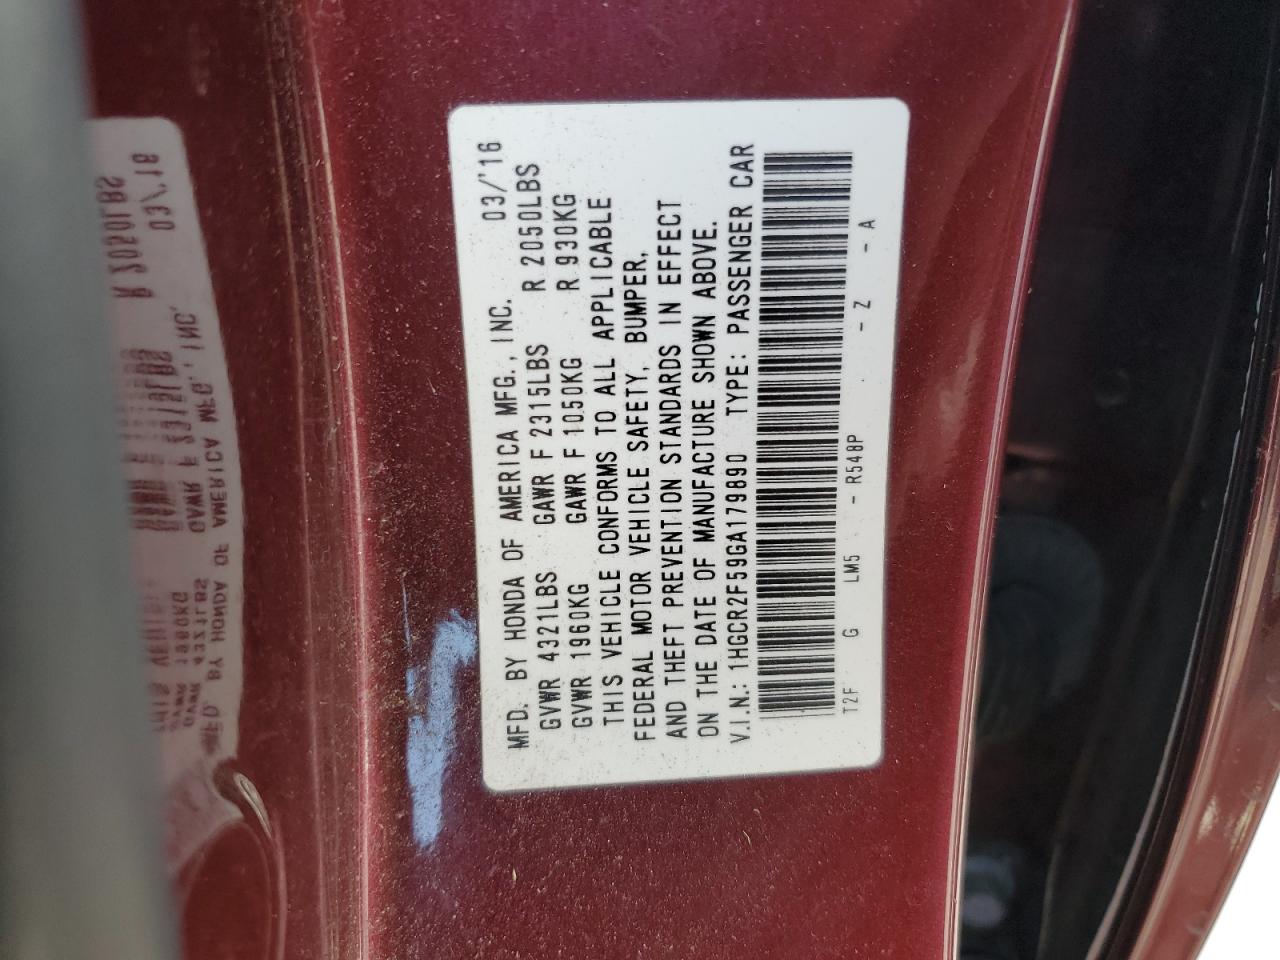 MFD. BY HONDA OF AMERICA MFG., INC. 03/'16
GVWR 4321LBS GAWR F 2315LBS R 2050LBS
GVWR 1960KG GAWR F 1050KG R 930KG
THIS VEHICLE CONFORMS TO ALL APPLICABLE
FEDERAL MOTOR VEHICLE SAFETY, BUMPER,
AND THEFT PREVENTION STANDARDS IN EFFECT
ON THE DATE OF MANUFACTURE SHOWN ABOVE.
V.I.N.: 1HGCR2F59GA179890 TYPE: PASSENGER CAR
T2F G LM5 - R548P - Z - A